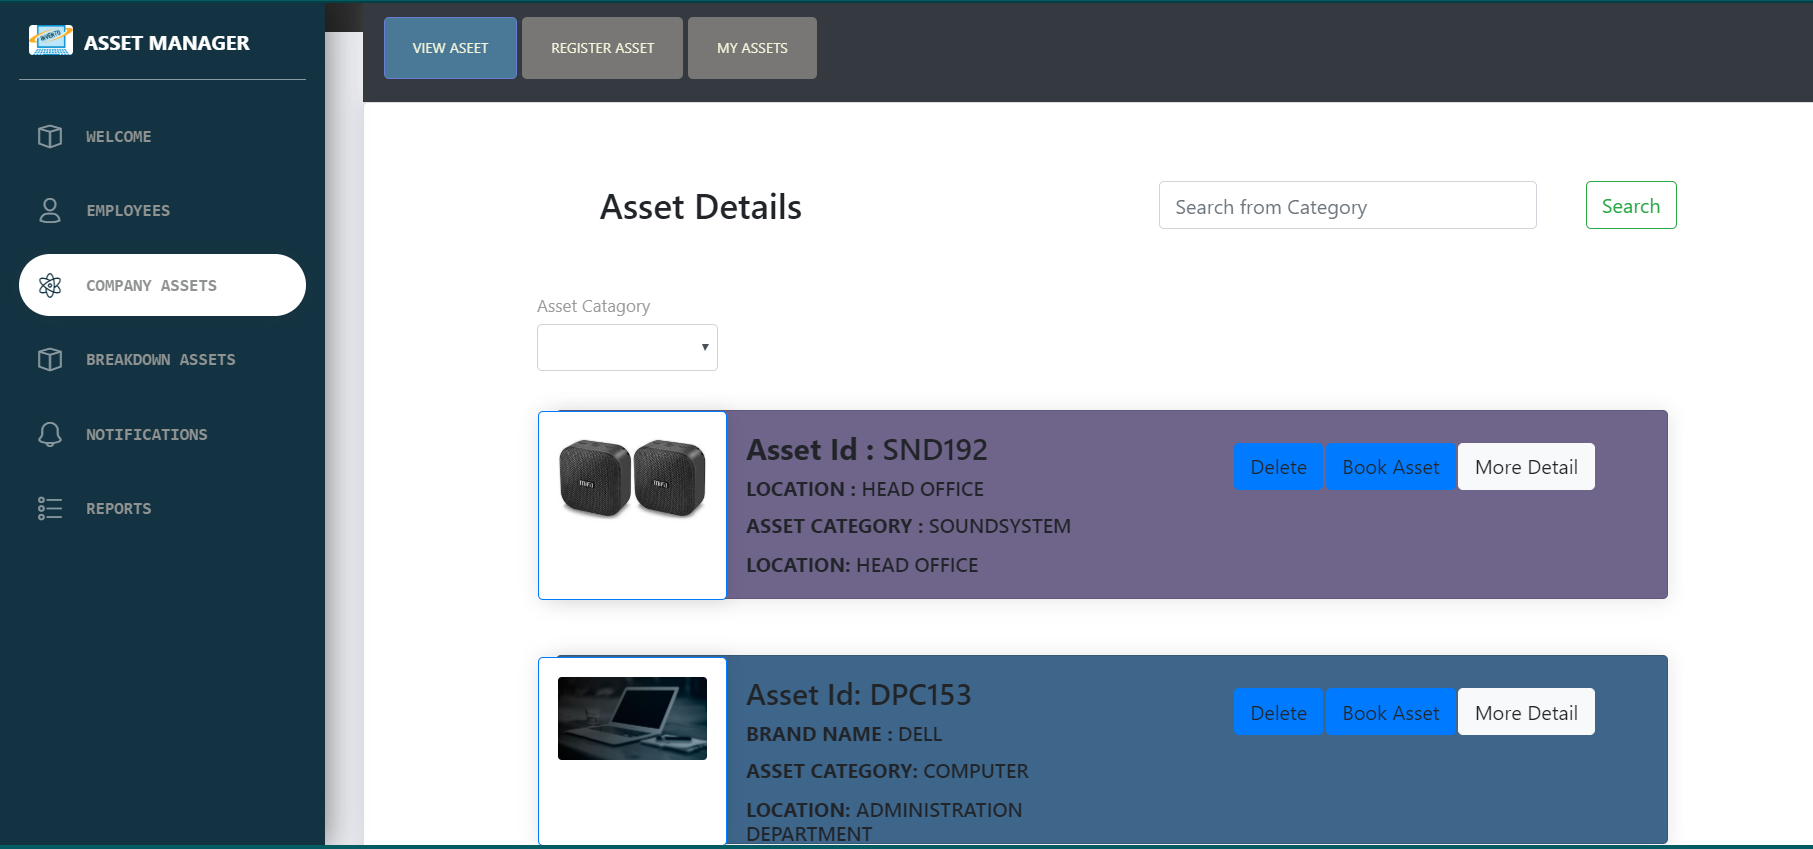 INVENTO
ASSET MANAGER
WELCOME
EMPLOYEES
COMPANY ASSETS
BREAKDOWN ASSETS
NOTIFICATIONS
REPORTS
VIEW ASEET
REGISTER ASSET
MY ASSETS
Asset Details
Search from Category
Search
Asset Catagory
mifa
mifa
Asset Id : SND192
LOCATION : HEAD OFFICE
ASSET CATEGORY : SOUNDSYSTEM
LOCATION: HEAD OFFICE
Delete
Book Asset
More Detail
Asset Id: DPC153
BRAND NAME : DELL
ASSET CATEGORY: COMPUTER
LOCATION: ADMINISTRATION
DEPARTMENT
Delete
Book Asset
More Detail